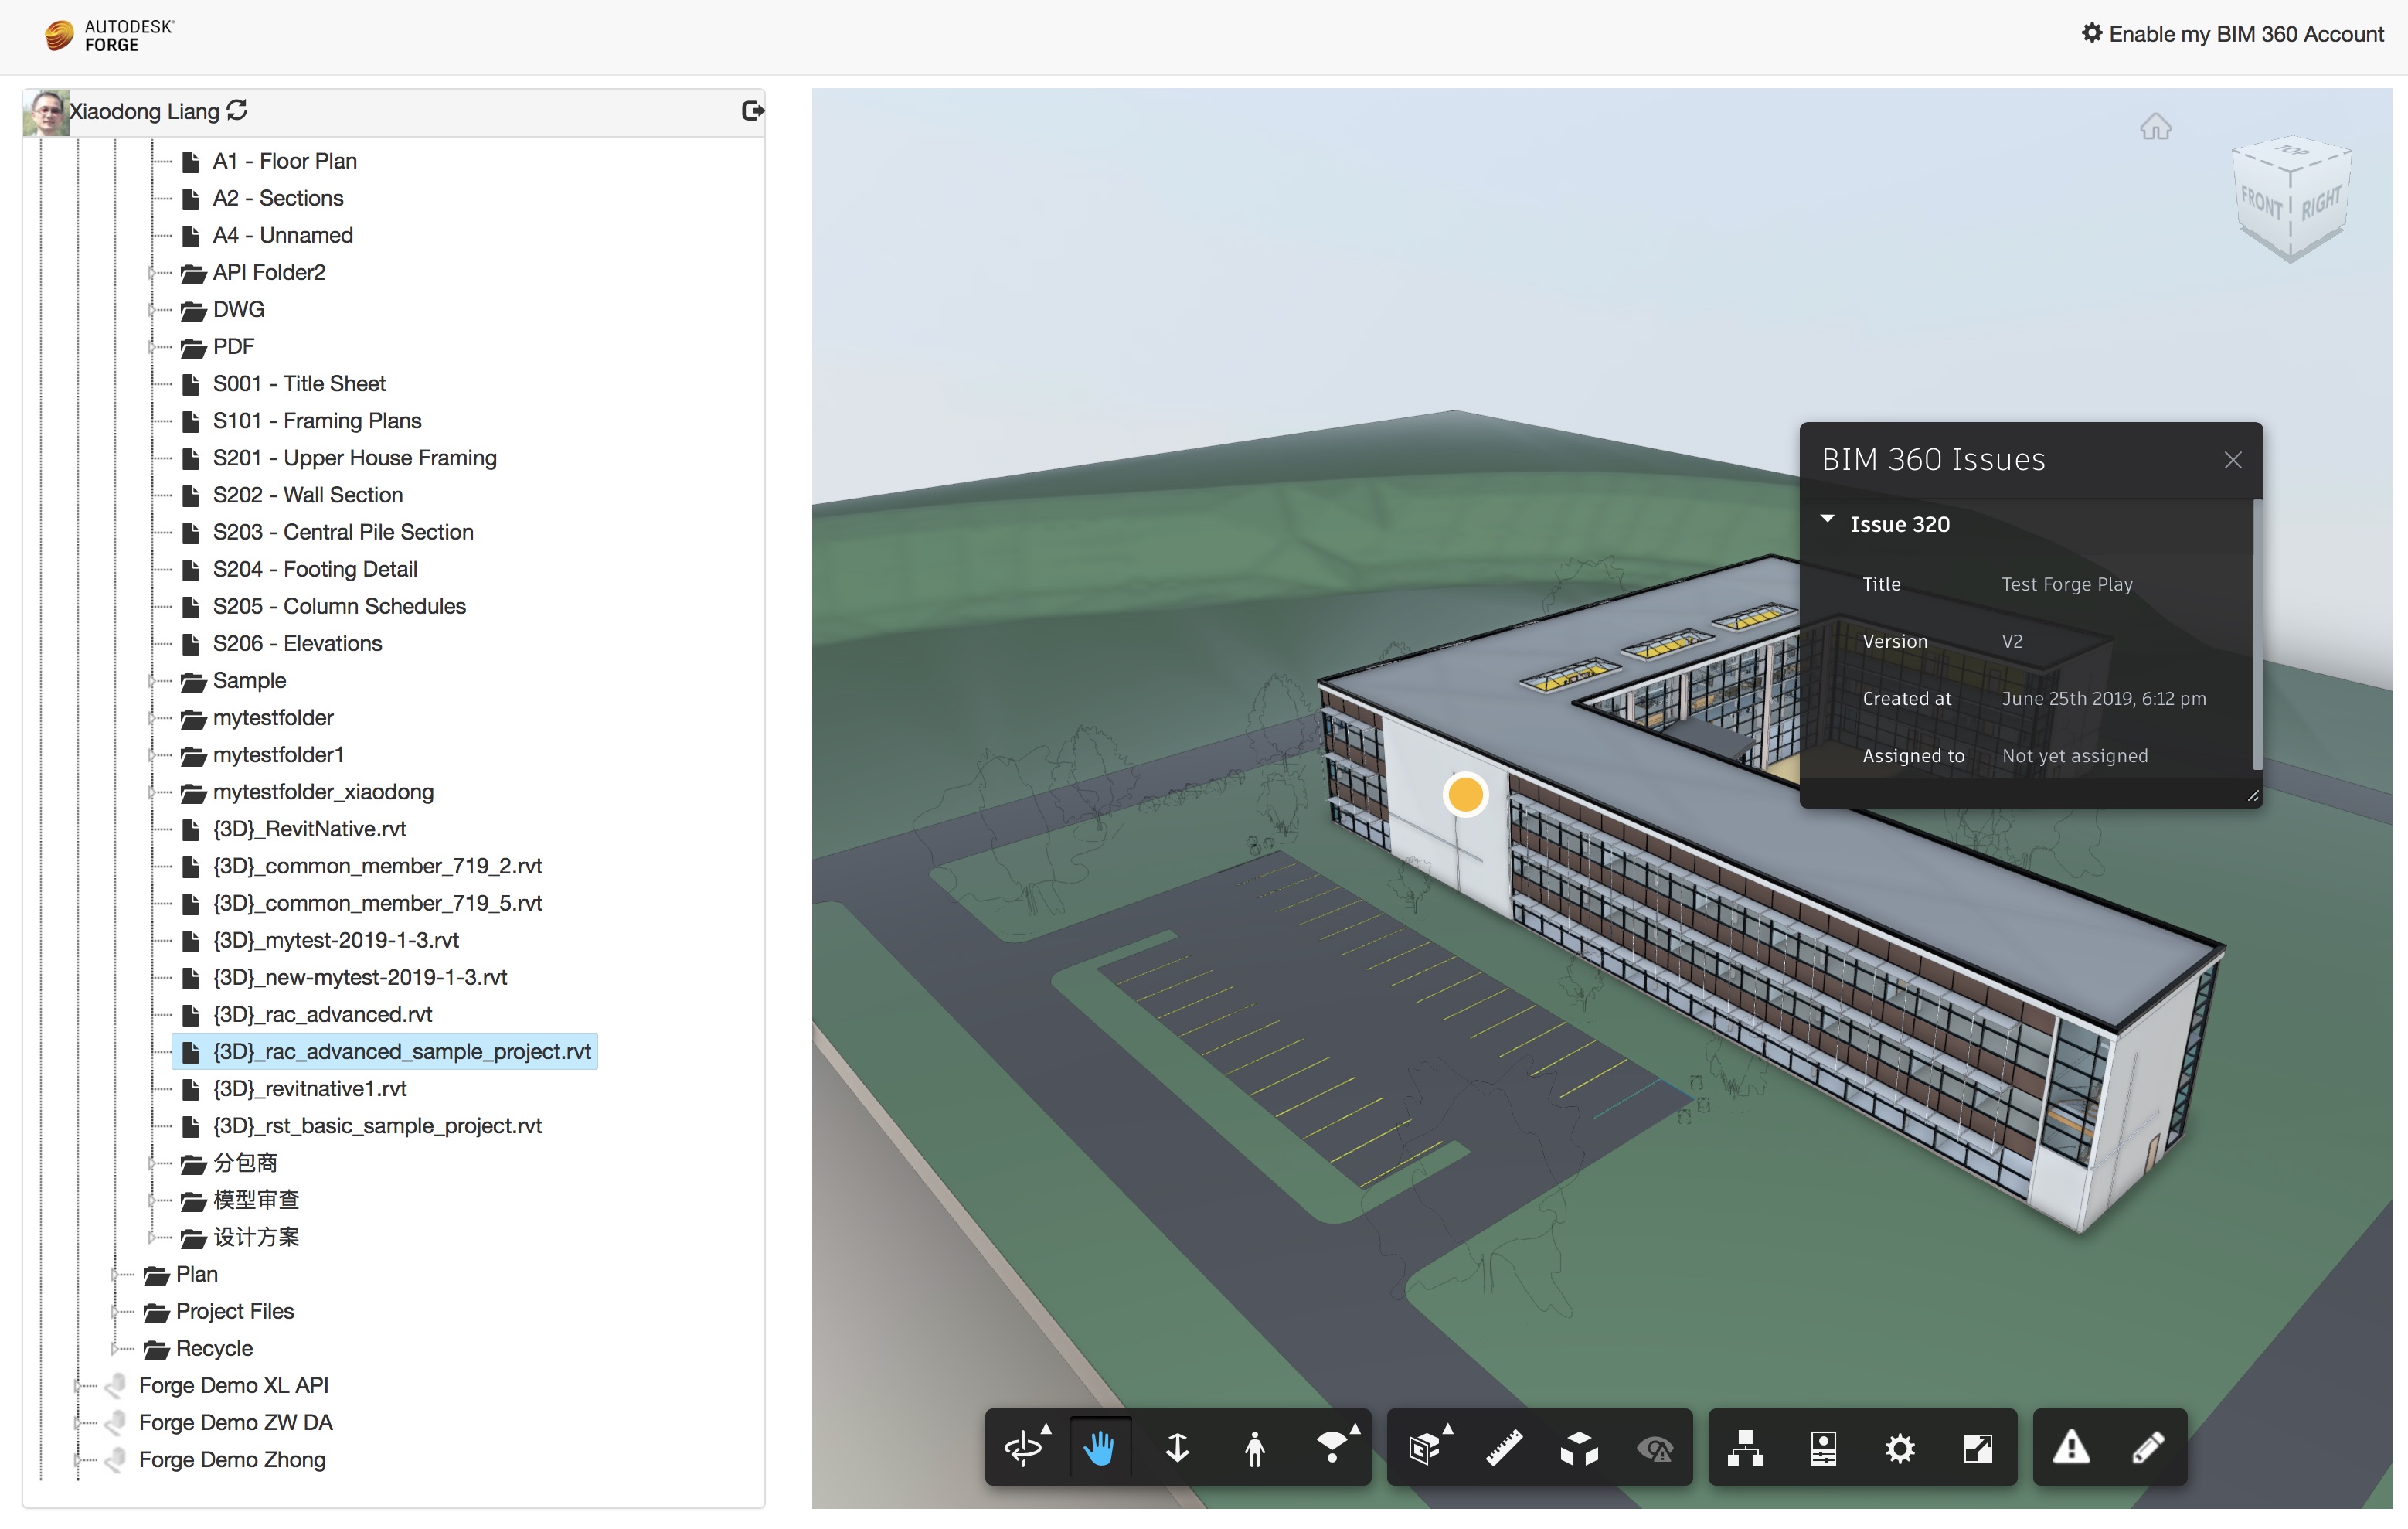 AUTODESK
FORGE
Enable my BIM 360 Account
Xiaodong Liang
A1 - Floor Plan
A2 - Sections
A4 - Unnamed
API Folder2
DWG
PDF
S001 - Title Sheet
S101 - Framing Plans
S201 - Upper House Framing
S202 - Wall Section
S203 - Central Pile Section
S204 - Footing Detail
S205 - Column Schedules
S206 - Elevations
Sample
mytestfolder
mytestfolder1
mytestfolder_xiaodong
{3D}_RevitNative.rvt
{3D}_common_member_719_2.rvt
{3D}_common_member_719_5.rvt
{3D}_mytest-2019-1-3.rvt
{3D}_new-mytest-2019-1-3.rvt
{3D}_rac_advanced.rvt
{3D}_rac_advanced_sample_project.rvt
{3D}_revitnative1.rvt
{3D}_rst_basic_sample_project.rvt
分包商
模型审查
设计方案
Plan
Project Files
Recycle
Forge Demo XL API
Forge Demo ZW DA
Forge Demo Zhong
TOP
FRONT RIGHT
BIM 360 Issues
Issue 320
Title Test Forge Play
Version V2
Created at June 25th 2019, 6:12 pm
Assigned to Not yet assigned